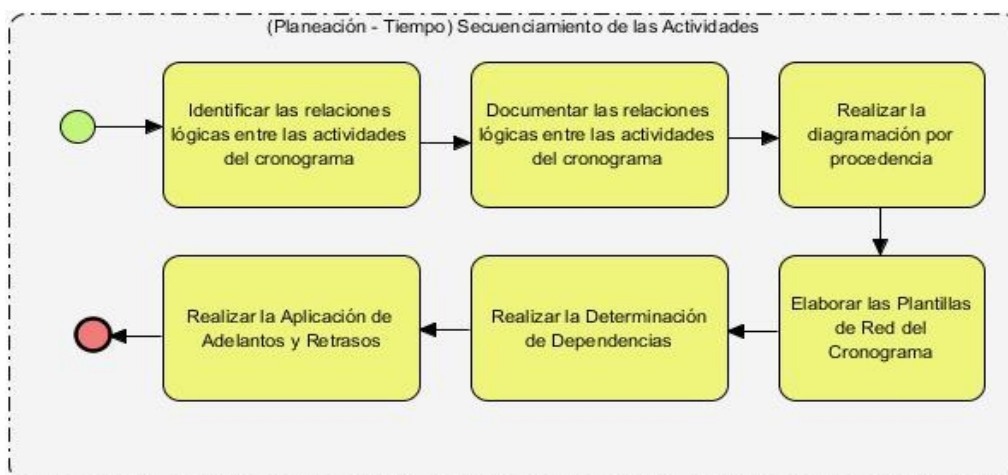 (Planeación - Tiempo) Secuenciamiento de las Actividades
Identificar las relaciones
lógicas entre las actividades
del cronograma
Documentar las relaciones
lógicas entre las actividades
del cronograma
Realizar la
diagramación por
procedencia
Elaborar las Plantillas
de Red del
Cronograma
Realizar la Determinación
de Dependencias
Realizar la Aplicación de
Adelantos y Retrasos